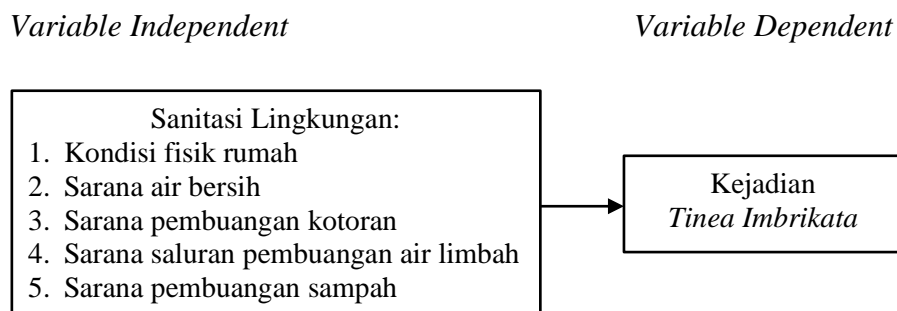 Variable Independent
Variable Dependent
Sanitasi Lingkungan:
1. Kondisi fisik rumah
2. Sarana air bersih
3. Sarana pembuangan kotoran
4. Sarana saluran pembuangan air limbah
5. Sarana pembuangan sampah
Kejadian
Tinea Imbrikata